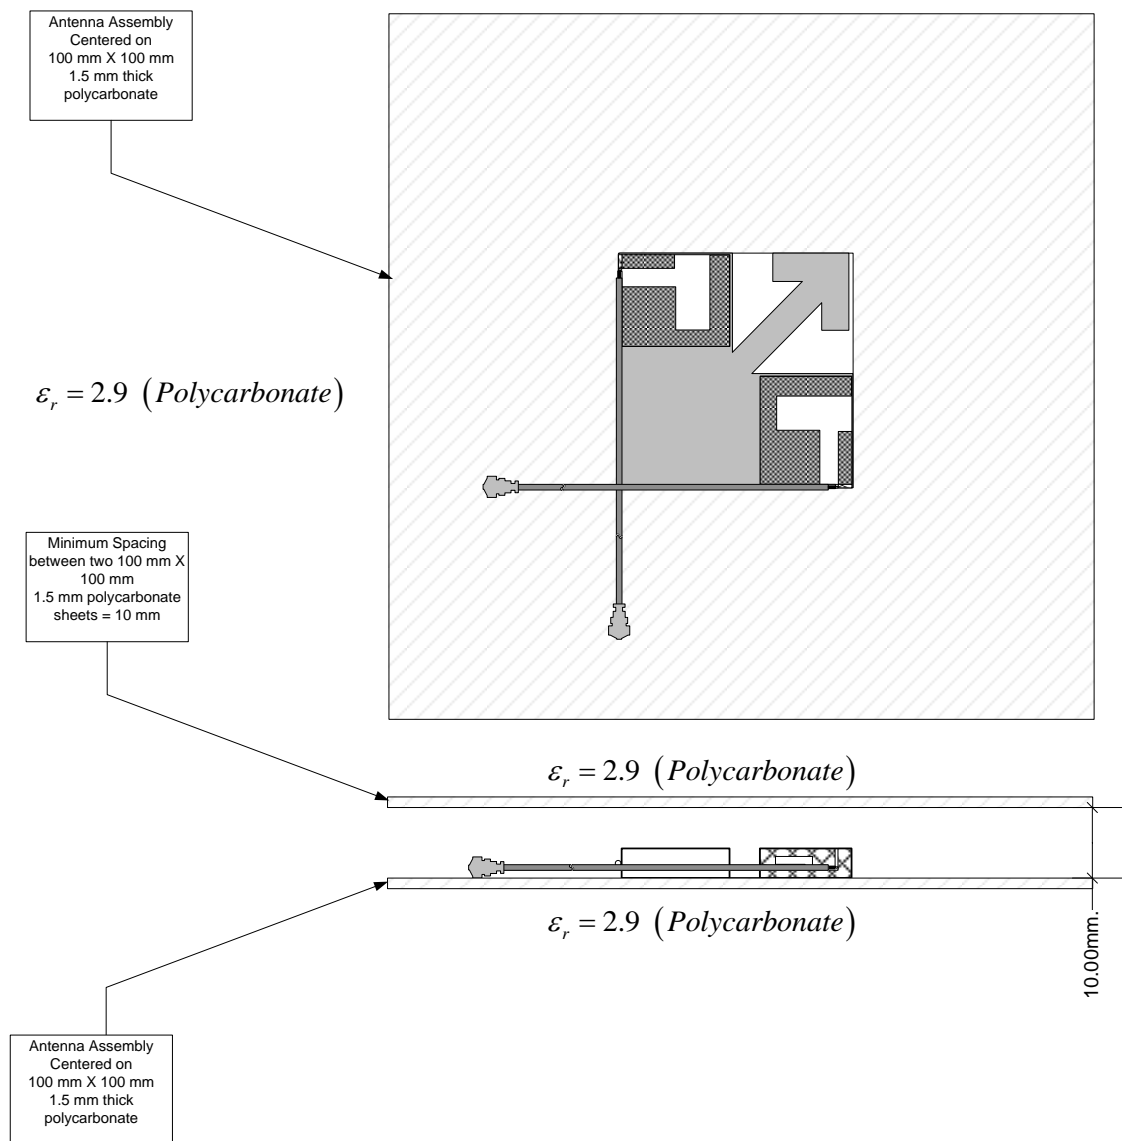 Antenna Assembly
Centered on
100 mm X 100 mm
1.5 mm thick
polycarbonate
εr = 2.9 (Polycarbonate)
Minimum Spacing
between two 100 mm X
100 mm
1.5 mm polycarbonate
sheets = 10 mm
εr = 2.9 (Polycarbonate)
εr = 2.9 (Polycarbonate)
10.00mm.
Antenna Assembly
Centered on
100 mm X 100 mm
1.5 mm thick
polycarbonate